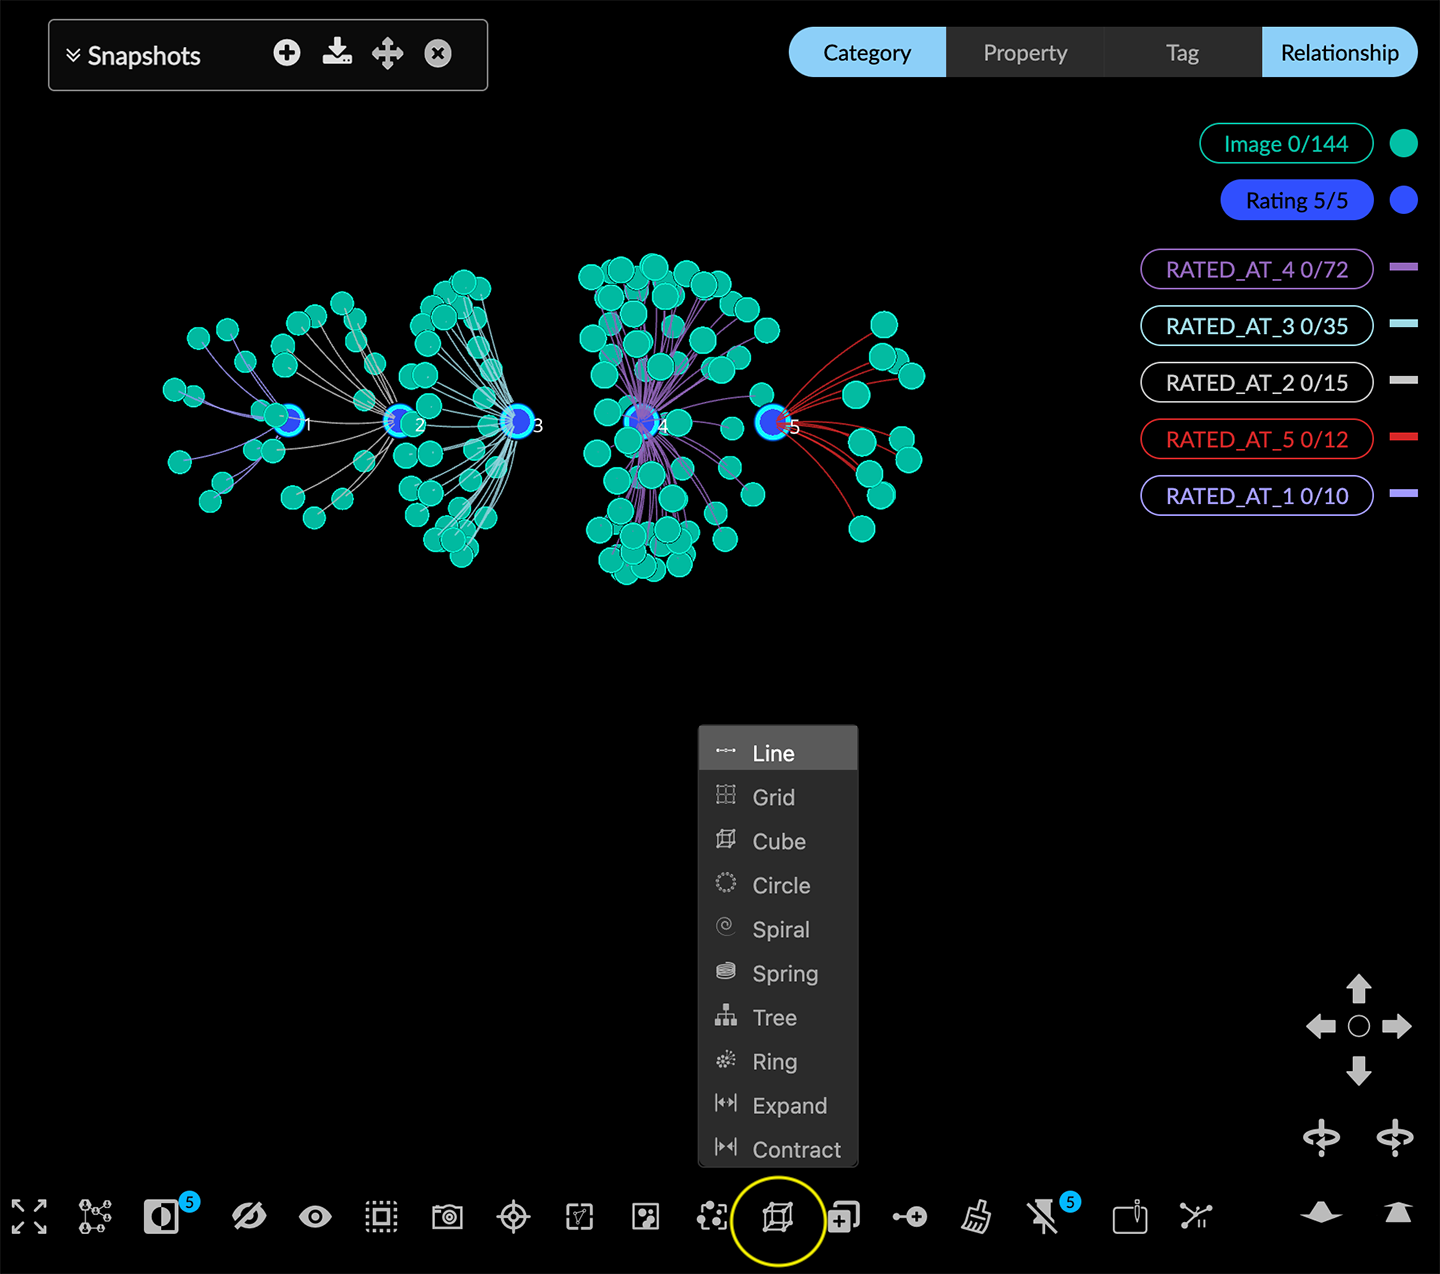 Snapshots
Category Property Tag Relationship
Image 0/144
Rating 5/5
RATED_AT_4 0/72
RATED_AT_3 0/35
RATED_AT_2 0/15
RATED_AT_5 0/12
RATED_AT_1 0/10
1 2 3 4 5
Line
Grid
Cube
Circle
Spiral
Spring
Tree
Ring
Expand
Contract
5 5